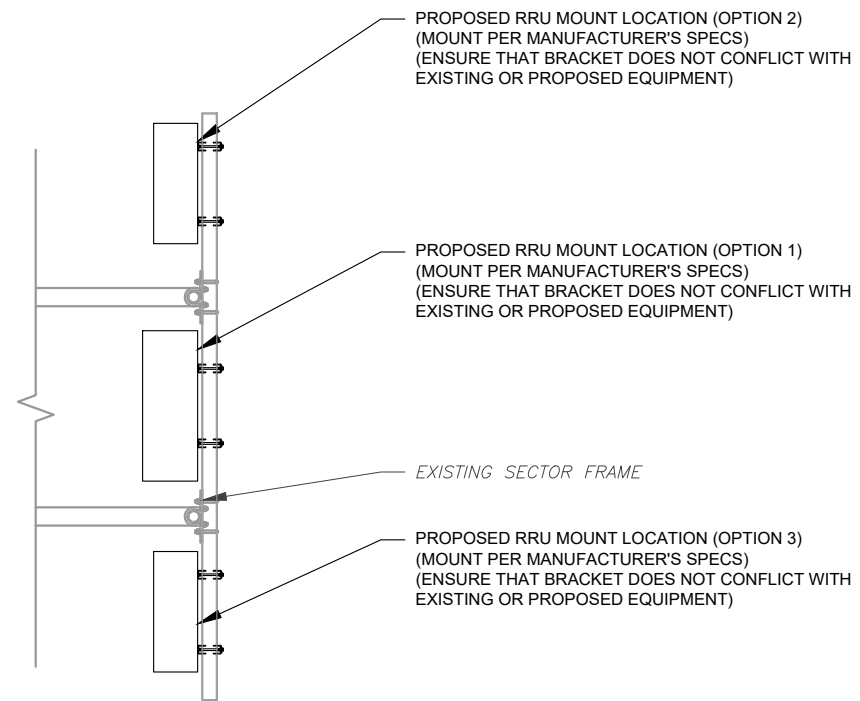 PROPOSED RRU MOUNT LOCATION (OPTION 2)
(MOUNT PER MANUFACTURER'S SPECS)
(ENSURE THAT BRACKET DOES NOT CONFLICT WITH
EXISTING OR PROPOSED EQUIPMENT)
PROPOSED RRU MOUNT LOCATION (OPTION 1)
(MOUNT PER MANUFACTURER'S SPECS)
(ENSURE THAT BRACKET DOES NOT CONFLICT WITH
EXISTING OR PROPOSED EQUIPMENT)
EXISTING SECTOR FRAME
PROPOSED RRU MOUNT LOCATION (OPTION 3)
(MOUNT PER MANUFACTURER'S SPECS)
(ENSURE THAT BRACKET DOES NOT CONFLICT WITH
EXISTING OR PROPOSED EQUIPMENT)